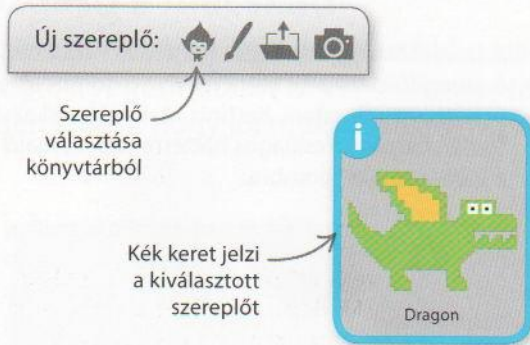 Új szereplő:
Szereplő
választása
könyvtárból
i
Kék keret jelzi
a kiválasztott
szereplőt
Dragon